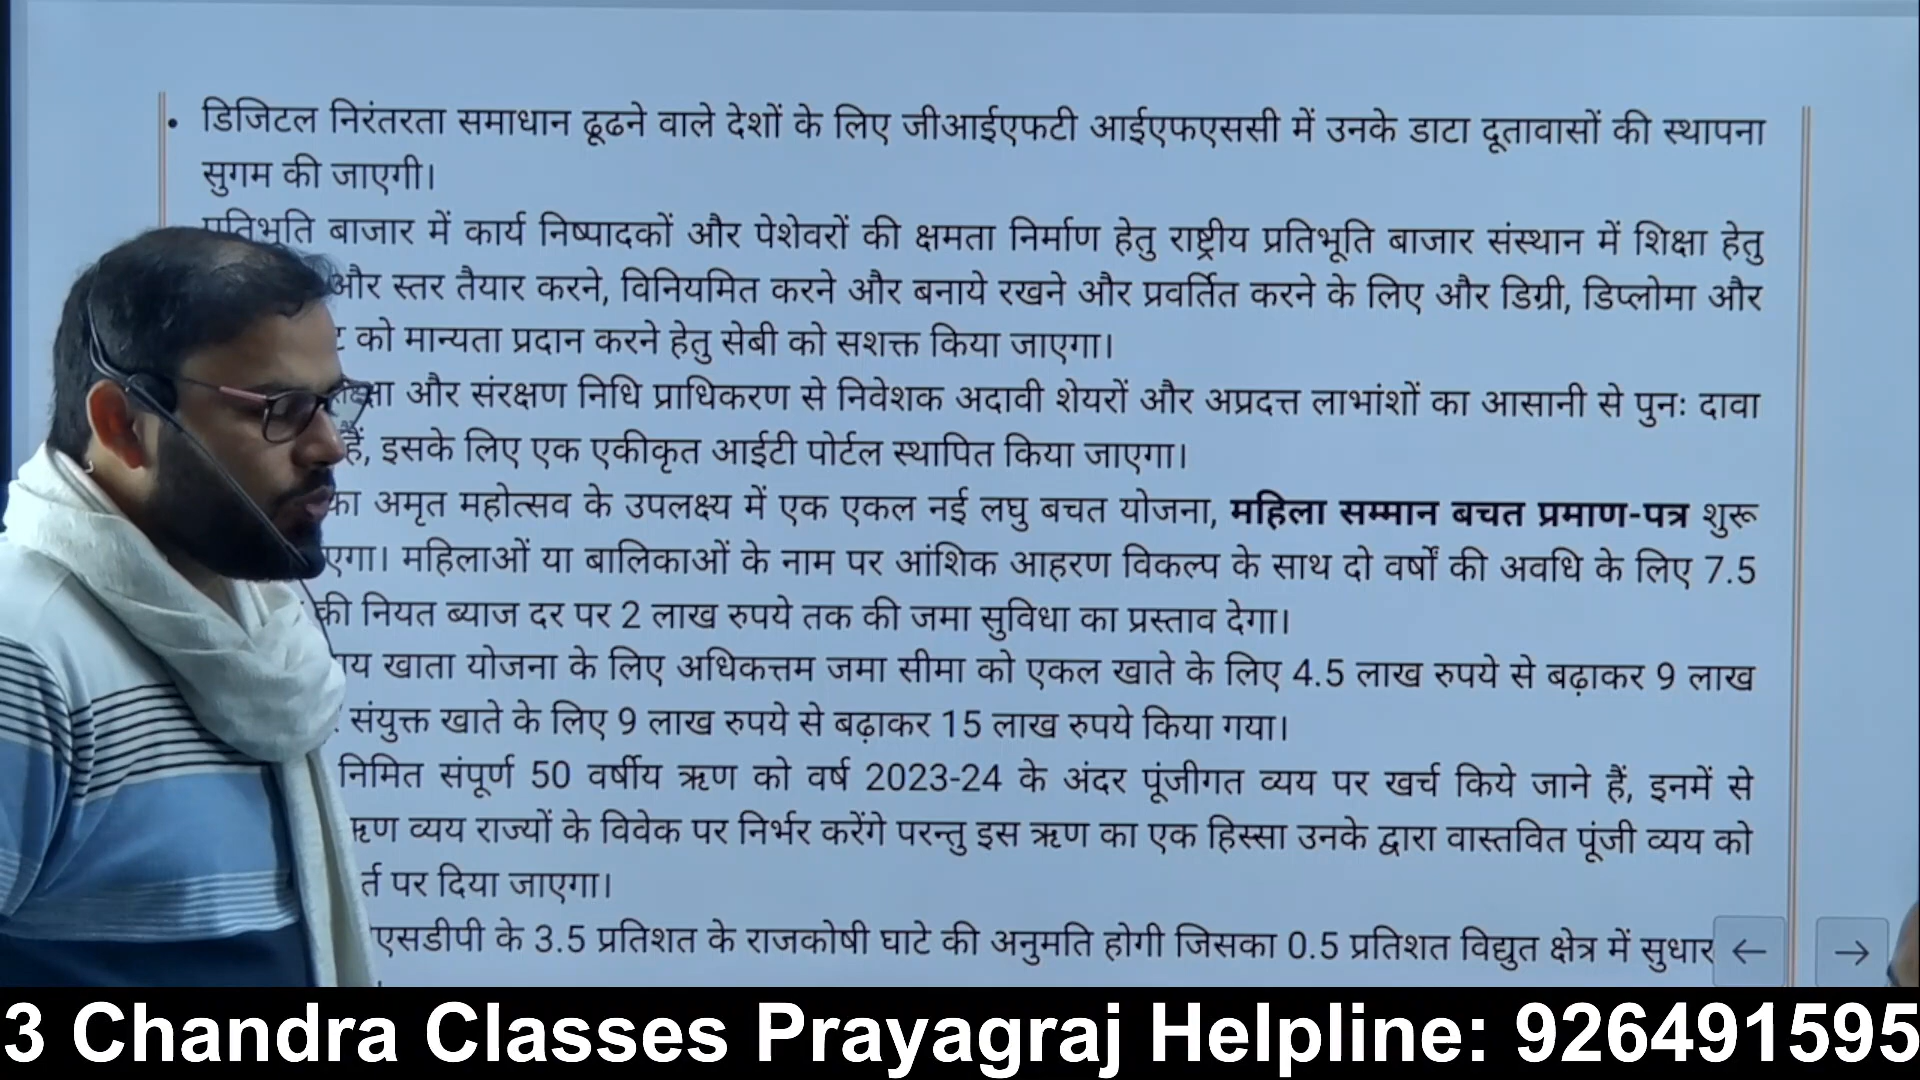 • डिजिटल निरंतरता समाधान ढूढने वाले देशों के लिए जीआईएफटी आईएफएससी में उनके डाटा दूतावासों की स्थापना
सुगम की जाएगी।
प्रतिभूति बाजार में कार्य निष्पादकों और पेशेवरों की क्षमता निर्माण हेतु राष्ट्रीय प्रतिभूति बाजार संस्थान में शिक्षा हेतु
और स्तर तैयार करने, विनियमित करने और बनाये रखने और प्रवर्तित करने के लिए और डिग्री, डिप्लोमा और
को मान्यता प्रदान करने हेतु सेबी को सशक्त किया जाएगा।
और संरक्षण निधि प्राधिकरण से निवेशक अदावी शेयरों और अप्रदत्त लाभांशों का आसानी से पुनः दावा
हैं, इसके लिए एक एकीकृत आईटी पोर्टल स्थापित किया जाएगा।
का अमृत महोत्सव के उपलक्ष्य में एक एकल नई लघु बचत योजना, महिला सम्मान बचत प्रमाण-पत्र शुरू
महिलाओं या बालिकाओं के नाम पर आंशिक आहरण विकल्प के साथ दो वर्षों की अवधि के लिए 7.5
की नियत ब्याज दर पर 2 लाख रुपये तक की जमा सुविधा का प्रस्ताव देगा।
खाता योजना के लिए अधिकत्तम जमा सीमा को एकल खाते के लिए 4.5 लाख रुपये से बढ़ाकर 9 लाख
संयुक्त खाते के लिए 9 लाख रुपये से बढ़ाकर 15 लाख रुपये किया गया।
निमित संपूर्ण 50 वर्षीय ऋण को वर्ष 2023-24 के अंदर पूंजीगत व्यय पर खर्च किये जाने हैं, इनमें से
ऋण व्यय राज्यों के विवेक पर निर्भर करेंगे परन्तु इस ऋण का एक हिस्सा उनके द्वारा वास्तवित पूंजी व्यय को
पर दिया जाएगा।
एसडीपी के 3.5 प्रतिशत के राजकोषी घाटे की अनुमति होगी जिसका 0.5 प्रतिशत विद्युत क्षेत्र में सुधार
3 Chandra Classes Prayagraj Helpline: 926491595